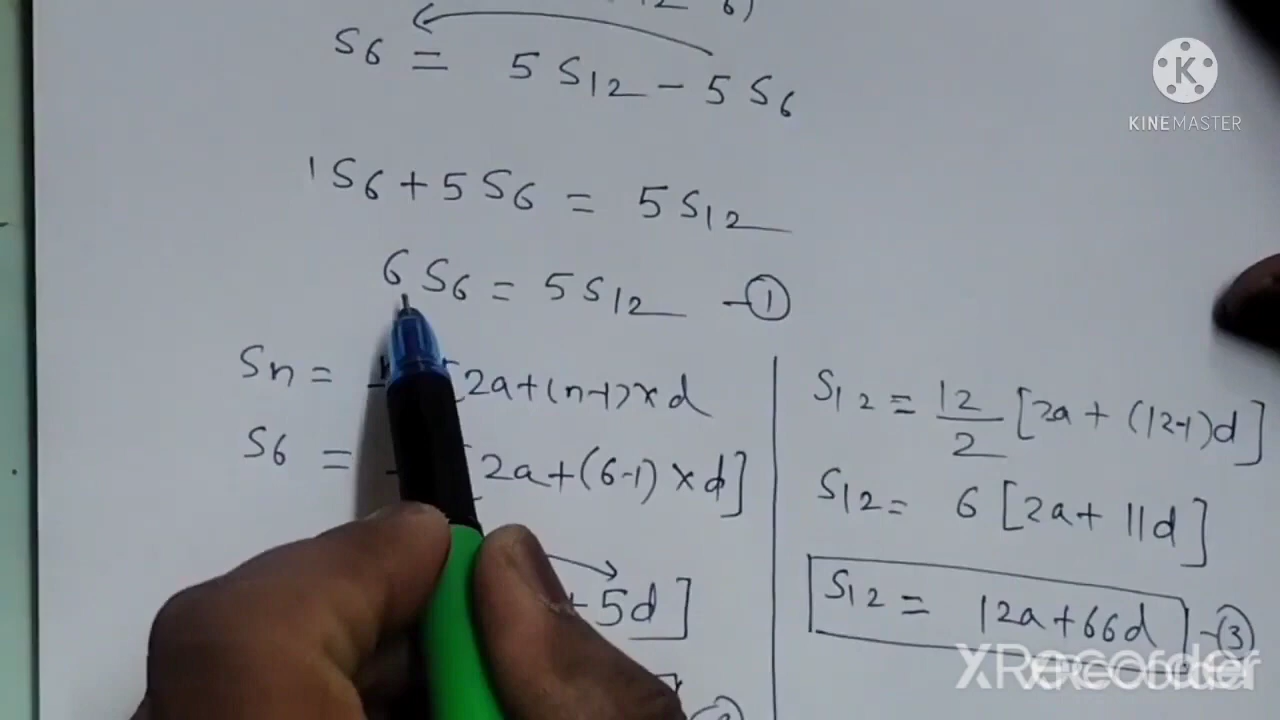 S6 = 5 S12 - 5 S6
KINEMASTER
1S6 + 5 S6 = 5 S12
6 S6 = 5 S12 - ①
Sn = [2a + (n-1) × d
S6 = [2a + (6-1) × d]
+ 5d]
S12 = 12/2 [2a + (12-1)d]
S12 = 6 [2a + 11d]
S12 = 12a + 66d - ③
XRecorder